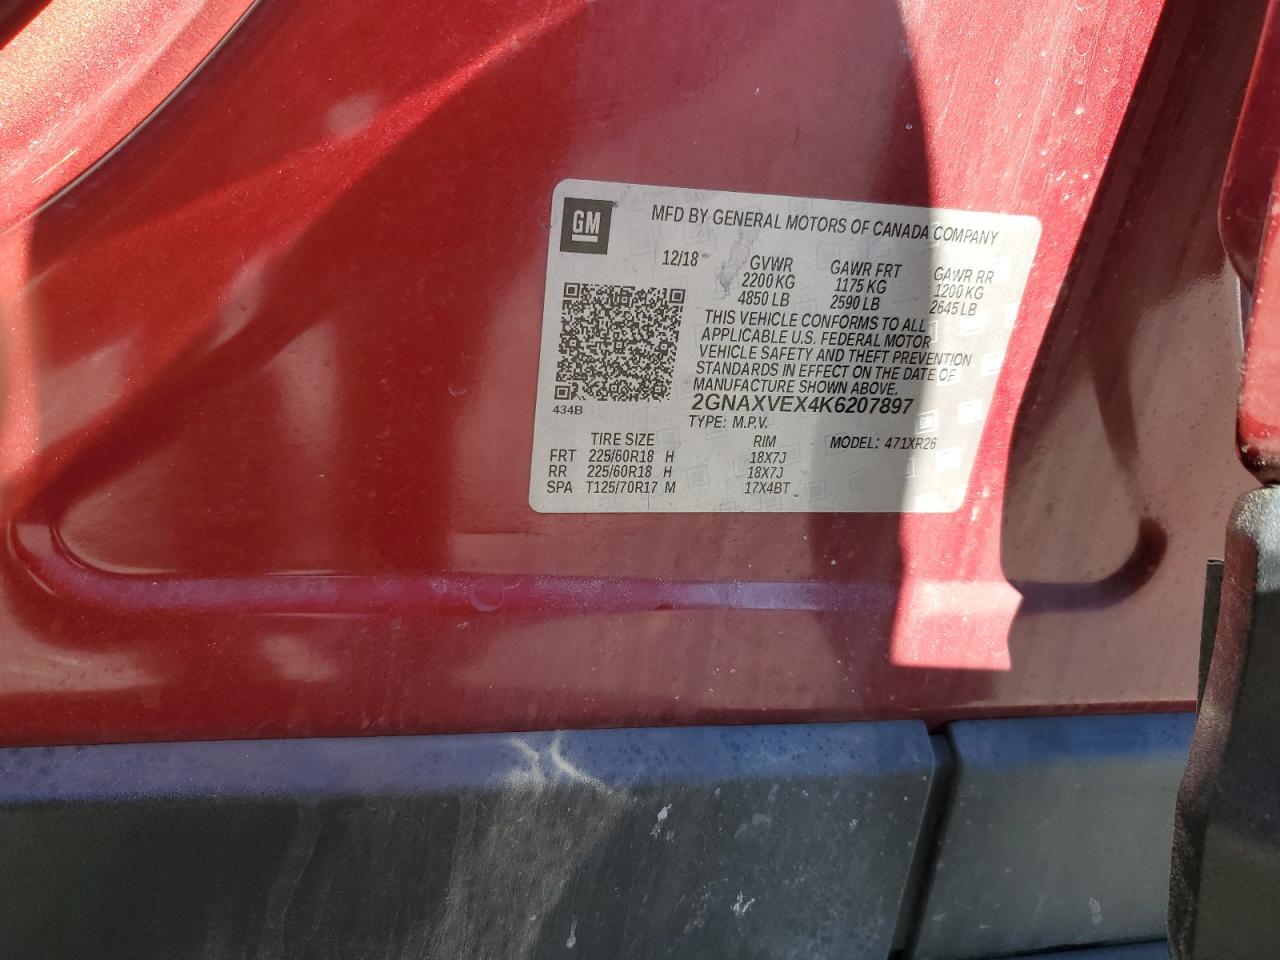 GM
MFD BY GENERAL MOTORS OF CANADA COMPANY
12/18
GVWR GAWR FRT GAWR RR
2200 KG 1175 KG 1200 KG
4850 LB 2590 LB 2645 LB
THIS VEHICLE CONFORMS TO ALL
APPLICABLE U.S. FEDERAL MOTOR
VEHICLE SAFETY AND THEFT PREVENTION
STANDARDS IN EFFECT ON THE DATE OF
MANUFACTURE SHOWN ABOVE.
2GNAXVEX4K6207897
434B
TYPE: M.P.V.
TIRE SIZE RIM MODEL: 471XR26
FRT 225/60R18 H 18X7J
RR 225/60R18 H 18X7J
SPA T125/70R17 M 17X4BT